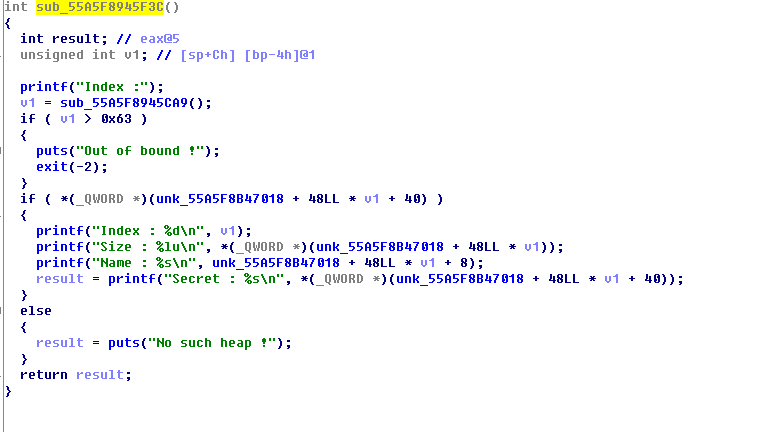 int sub_55A5F8945F3C()
{
  int result; // eax@5
  unsigned int v1; // [sp+Ch] [bp-4h]@1

  printf("Index :");
  v1 = sub_55A5F8945CA9();
  if ( v1 > 0x63 )
  {
    puts("Out of bound !");
    exit(-2);
  }
  if ( *(_QWORD *)(unk_55A5F8B47018 + 48LL * v1 + 40) )
  {
    printf("Index : %d\n", v1);
    printf("Size : %lu\n", *(_QWORD *)(unk_55A5F8B47018 + 48LL * v1));
    printf("Name : %s\n", unk_55A5F8B47018 + 48LL * v1 + 8);
    result = printf("Secret : %s\n", *(_QWORD *)(unk_55A5F8B47018 + 48LL * v1 + 40));
  }
  else
  {
    result = puts("No such heap !");
  }
  return result;
}